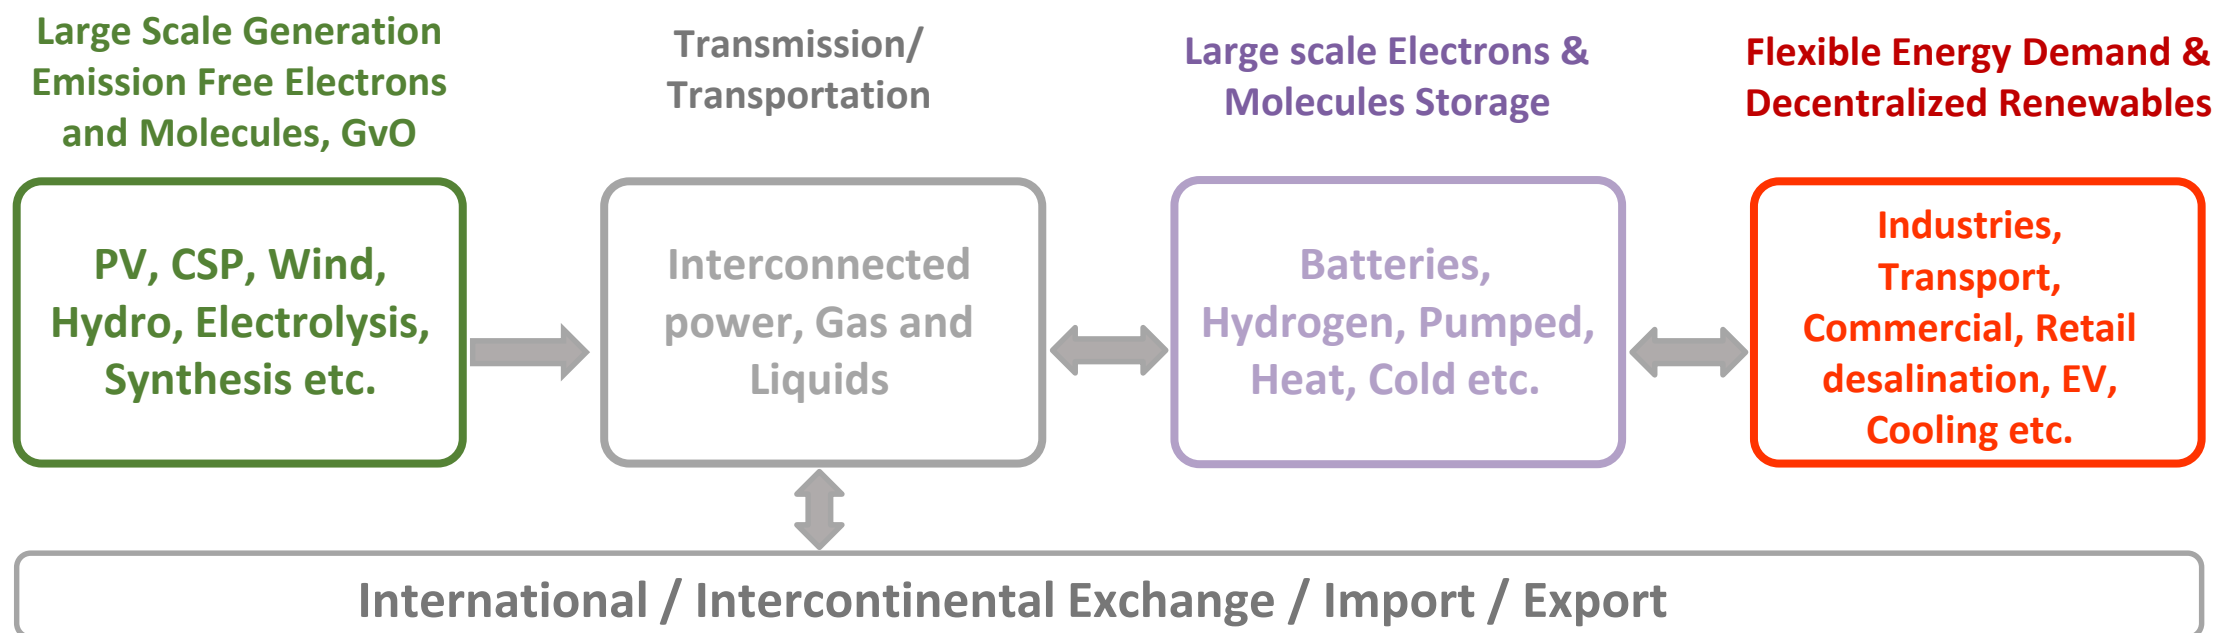 Large Scale Generation
Emission Free Electrons
and Molecules, GvO
Transmission/
Transportation
Large scale Electrons &
Molecules Storage
Flexible Energy Demand &
Decentralized Renewables
PV, CSP, Wind,
Hydro, Electrolysis,
Synthesis etc.
Interconnected
power, Gas and
Liquids
Batteries,
Hydrogen, Pumped,
Heat, Cold etc.
Industries,
Transport,
Commercial, Retail
desalination, EV,
Cooling etc.
International / Intercontinental Exchange / Import / Export